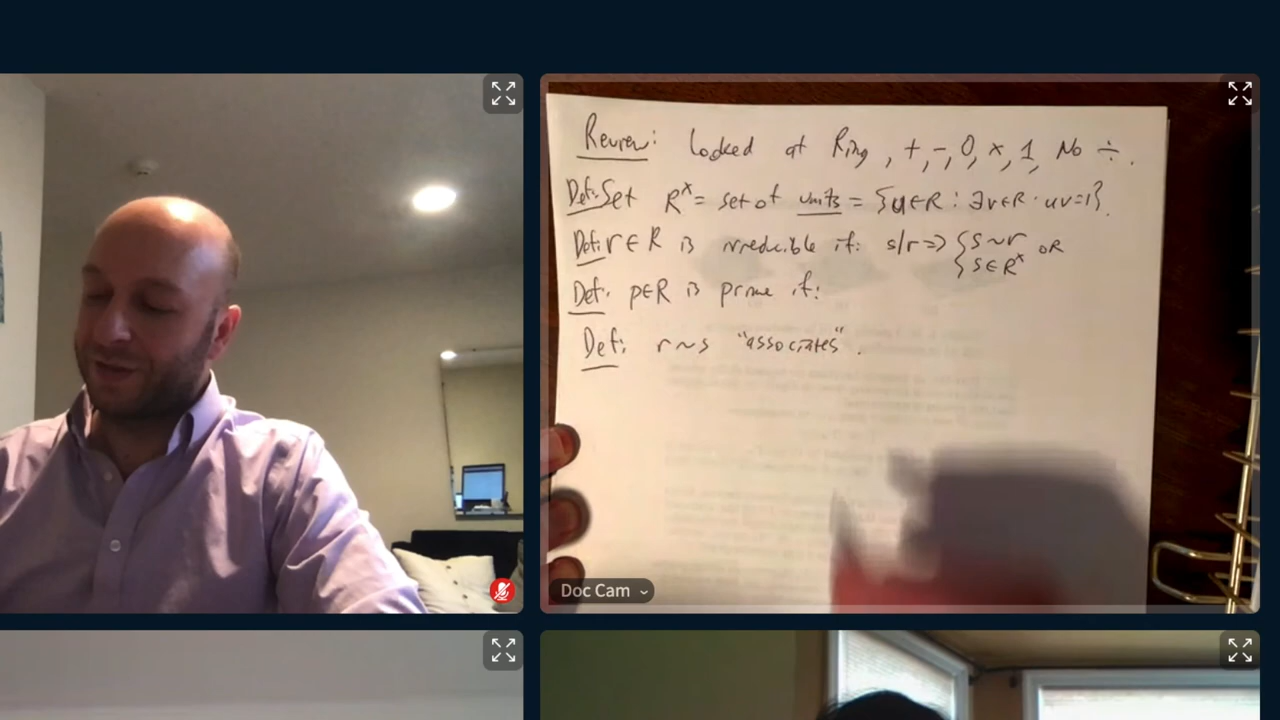 Review: Looked at Ring, +, -, 0, x, 1, No ÷.
Def: Set R^x = set of units = {u∈R : ∃v∈R · uv=1}.
Def: r∈R is irreducible if: s/r => {s~r OR
{s∈R^x
Def: p∈R is prime if:
Def: r~s "associates".
Doc Cam